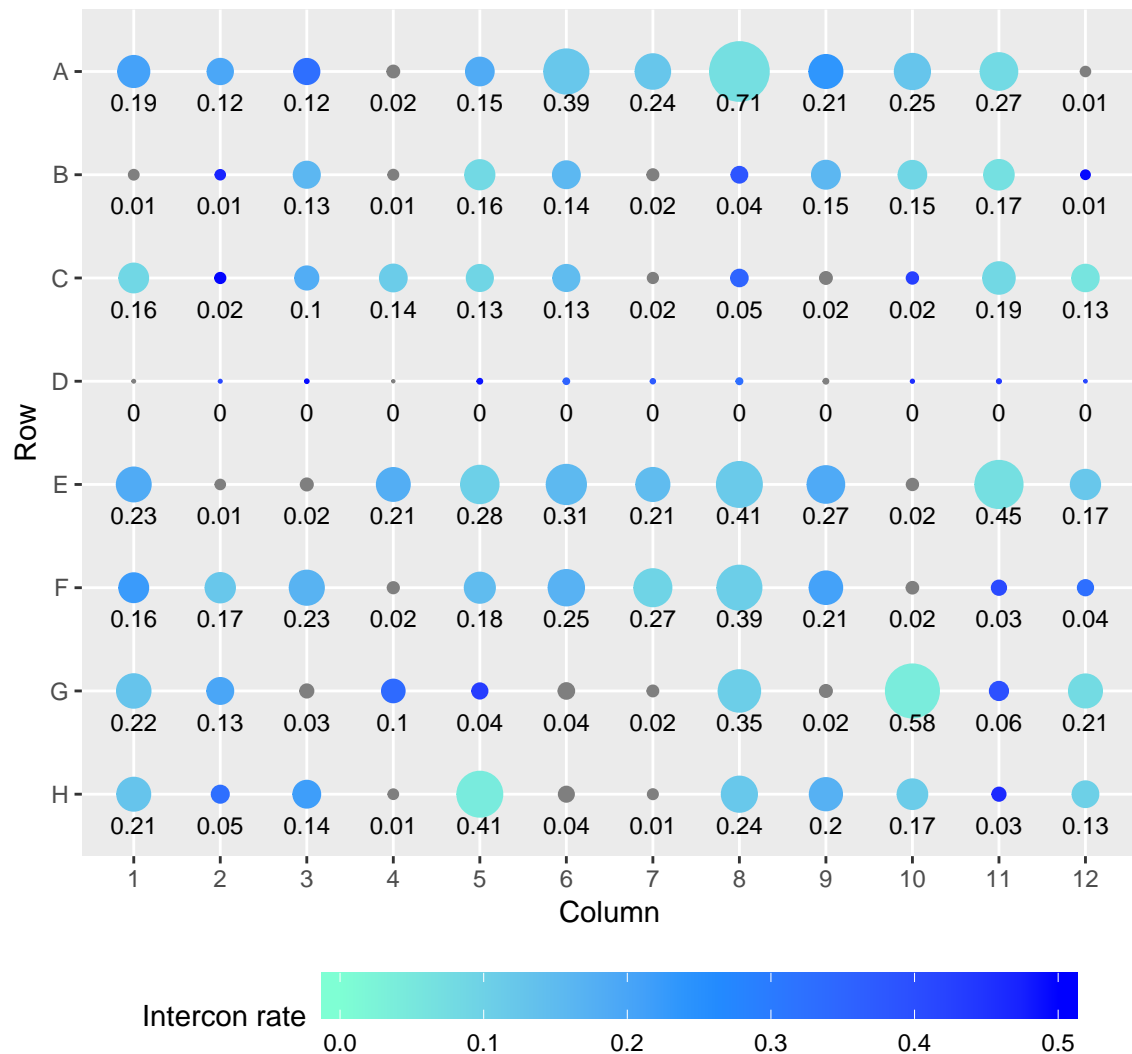 A
0.19 0.12 0.12 0.02 0.15 0.39 0.24 0.71 0.21 0.25 0.27 0.01
B
0.01 0.01 0.13 0.01 0.16 0.14 0.02 0.04 0.15 0.15 0.17 0.01
C
0.16 0.02 0.1 0.14 0.13 0.13 0.02 0.05 0.02 0.02 0.19 0.13
D
0 0 0 0 0 0 0 0 0 0 0 0
Row
E
0.23 0.01 0.02 0.21 0.28 0.31 0.21 0.41 0.27 0.02 0.45 0.17
F
0.16 0.17 0.23 0.02 0.18 0.25 0.27 0.39 0.21 0.02 0.03 0.04
G
0.22 0.13 0.03 0.1 0.04 0.04 0.02 0.35 0.02 0.58 0.06 0.21
H
0.21 0.05 0.14 0.01 0.41 0.04 0.01 0.24 0.2 0.17 0.03 0.13
1 2 3 4 5 6 7 8 9 10 11 12
Column
Intercon rate
0.0 0.1 0.2 0.3 0.4 0.5